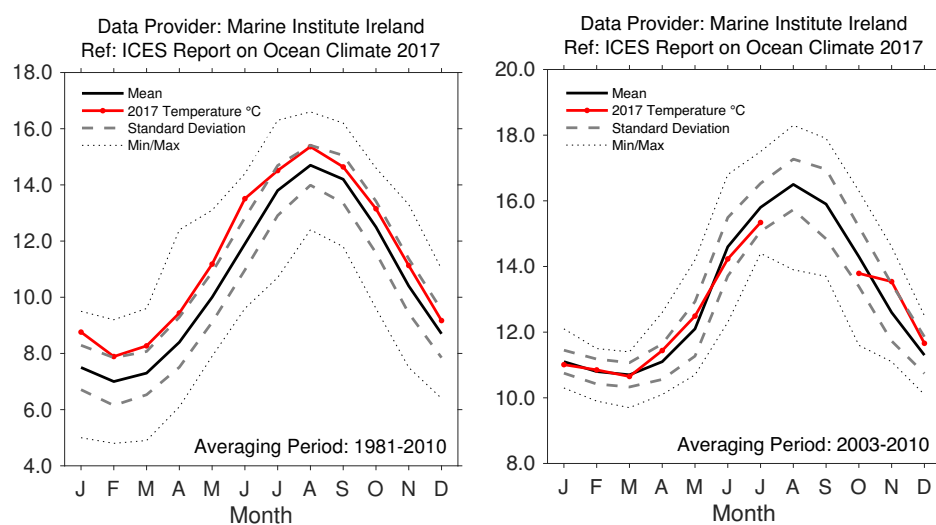 Data Provider: Marine Institute Ireland
Ref: ICES Report on Ocean Climate 2017
18.0
16.0
14.0
12.0
10.0
8.0
6.0
4.0
Mean
2017 Temperature °C
Standard Deviation
Min/Max
Averaging Period: 1981-2010
J F M A M J J A S O N D
Month
Data Provider: Marine Institute Ireland
Ref: ICES Report on Ocean Climate 2017
20.0
18.0
16.0
14.0
12.0
10.0
8.0
Mean
2017 Temperature °C
Standard Deviation
Min/Max
Averaging Period: 2003-2010
J F M A M J J A S O N D
Month